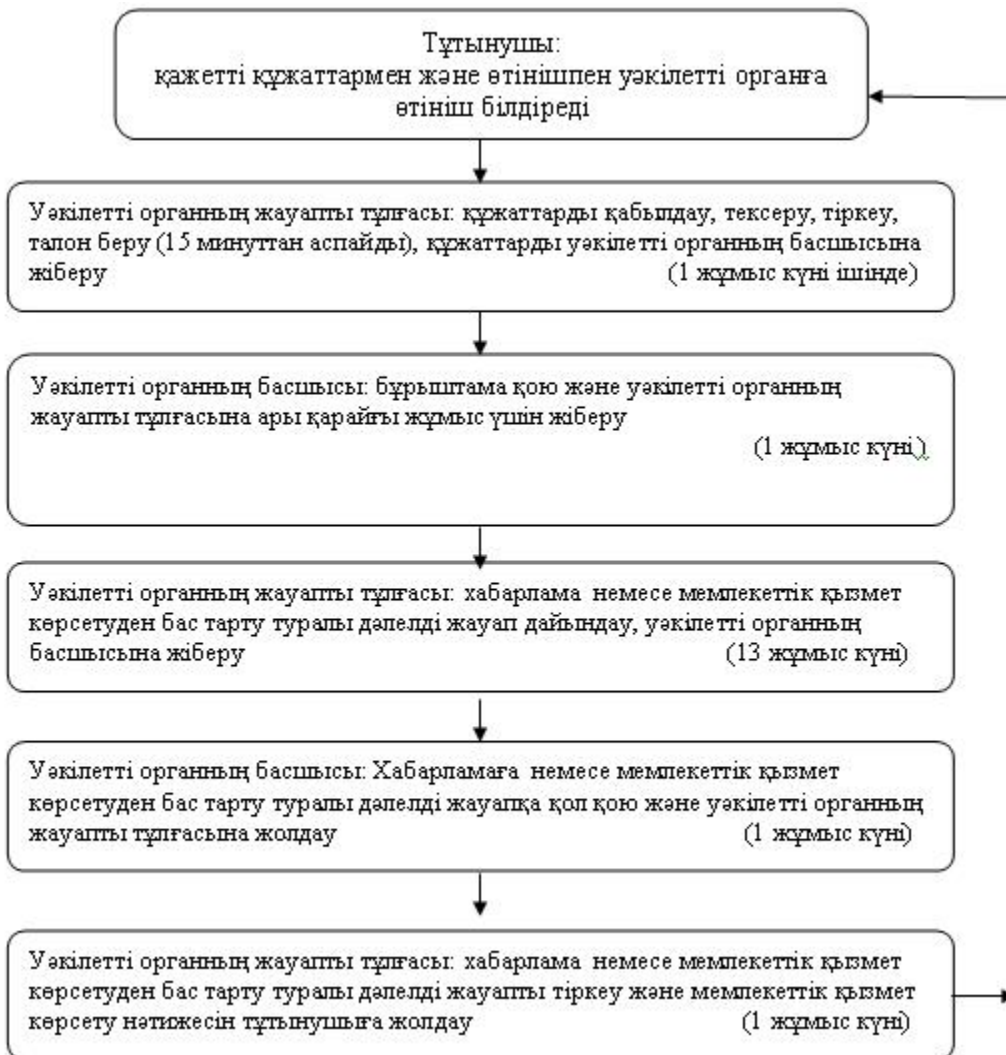 Тұтынушы:
қажетті құжаттармен және өтінішпен уәкілетті органға
өтініш білдіреді
Уәкілетті органның жауапты тұлғасы: құжаттарды қабылдау, тексеру, тіркеу,
талон беру (15 минуттан аспайды), құжаттарды уәкілетті органның басшысына
жіберу (1 жұмыс күні ішінде)
Уәкілетті органның басшысы: бұрыштама қою және уәкілетті органның
жауапты тұлғасына ары қарайғы жұмыс үшін жіберу
(1 жұмыс күні)
Уәкілетті органның жауапты тұлғасы: хабарлама немесе мемлекеттік қызмет
көрсетуден бас тарту туралы дәлелді жауап дайындау, уәкілетті органның
басшысына жіберу (13 жұмыс күні)
Уәкілетті органның басшысы: Хабарламаға немесе мемлекеттік қызмет
көрсетуден бас тарту туралы дәлелді жауапқа қол қою және уәкілетті органның
жауапты тұлғасына жолдау (1 жұмыс күні)
Уәкілетті органның жауапты тұлғасы: хабарлама немесе мемлекеттік қызмет
көрсетуден бас тарту туралы дәлелді жауапты тіркеу және мемлекеттік қызмет
көрсету нәтижесін тұтынушыға жолдау (1 жұмыс күні)